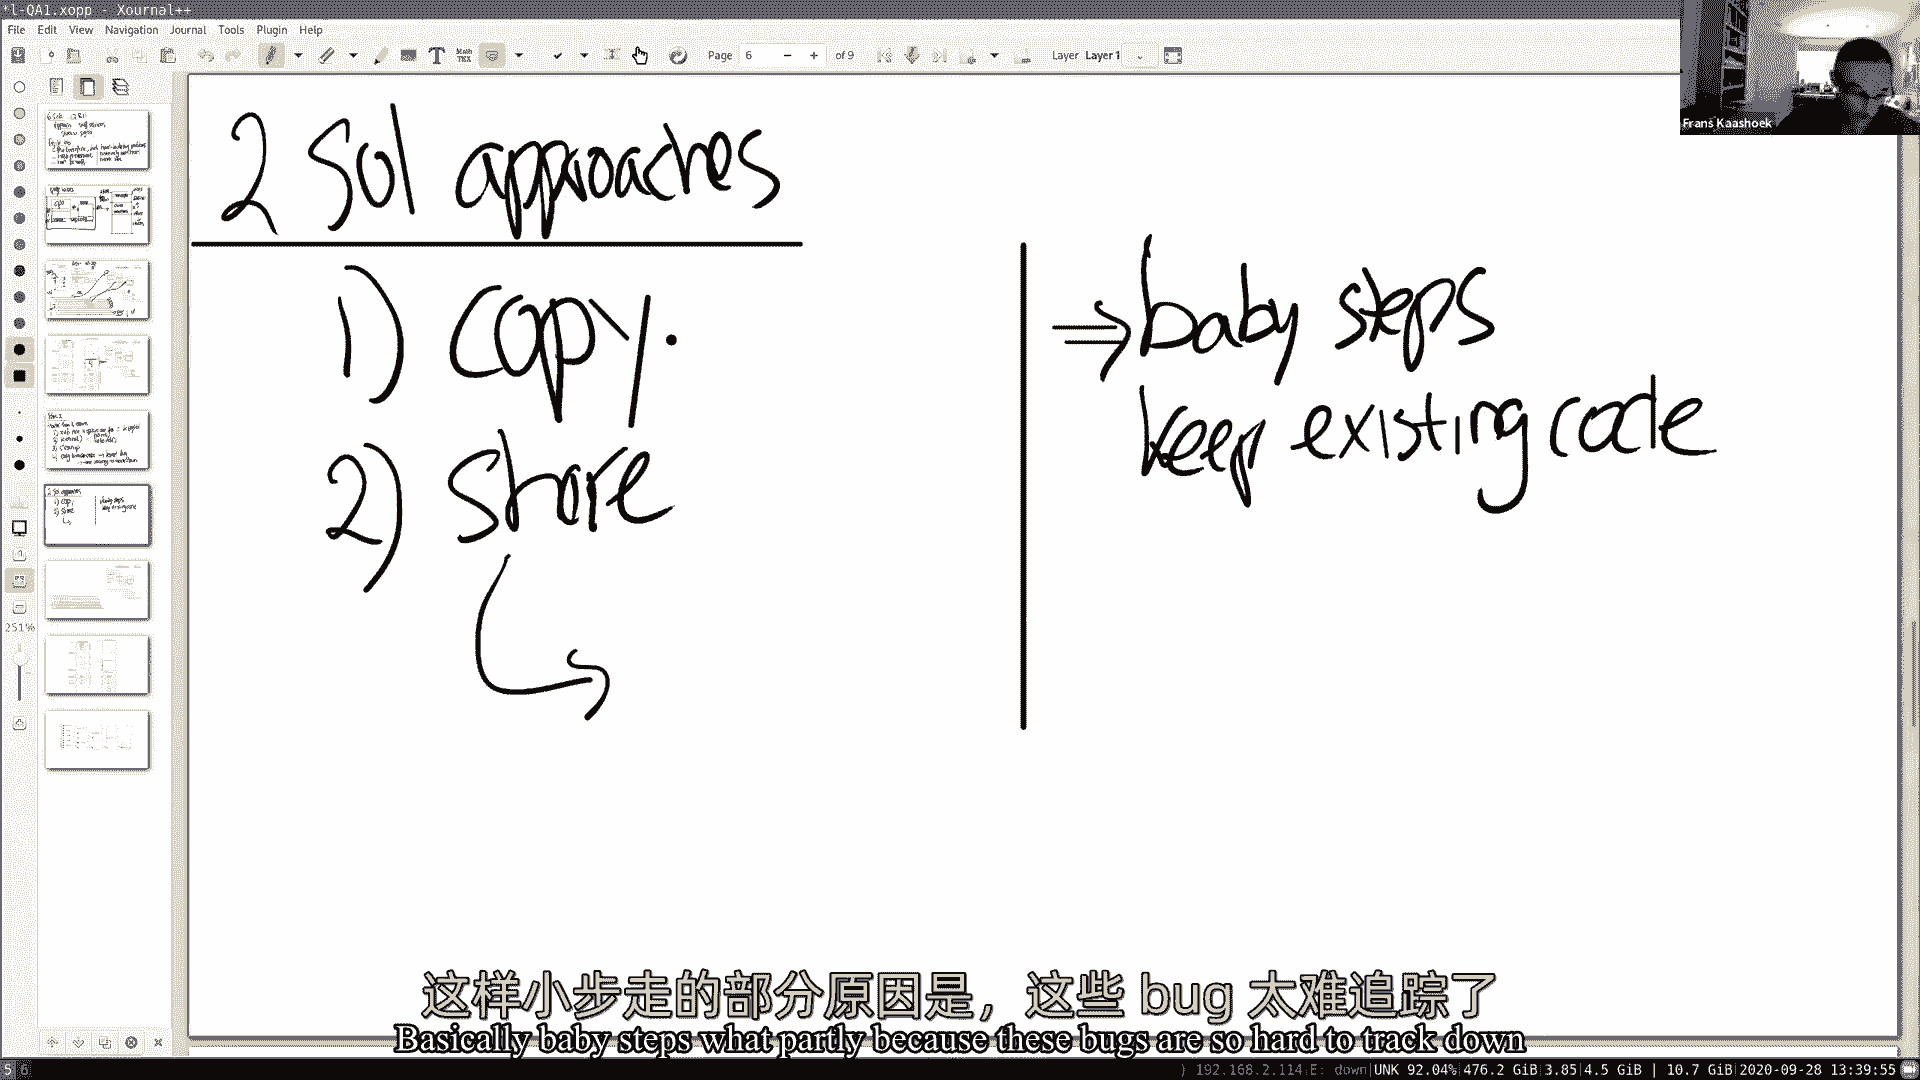 *l-QA1.xopp - Xournal++
File Edit View Navigation Journal Tools Plugin Help
Page 6 of 9 Layer Layer 1
Frans Kaashoek
2 Sol approaches
1) copy.
2) share
⇒ baby steps
keep existing code
251%
这样小步走的部分原因是，这些 bug 太难追踪了
Basically baby steps what partly because these bugs are so hard to track down
5 6 ) 192.168.2.114 E: down|UNK 92.04%|476.2 GiB|3.85|4.5 GiB | 10.7 GiB|2020-09-28 13:39:55